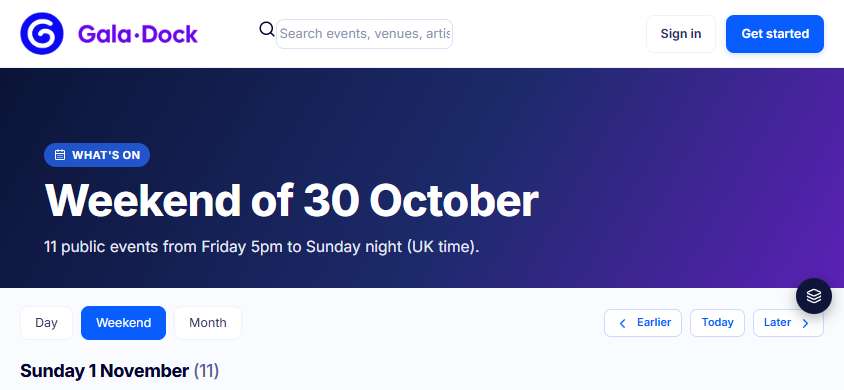 Gala·Dock
Search events, venues, artis
Sign in
Get started
WHAT'S ON
Weekend of 30 October
11 public events from Friday 5pm to Sunday night (UK time).
Day
Weekend
Month
Earlier
Today
Later
Sunday 1 November (11)